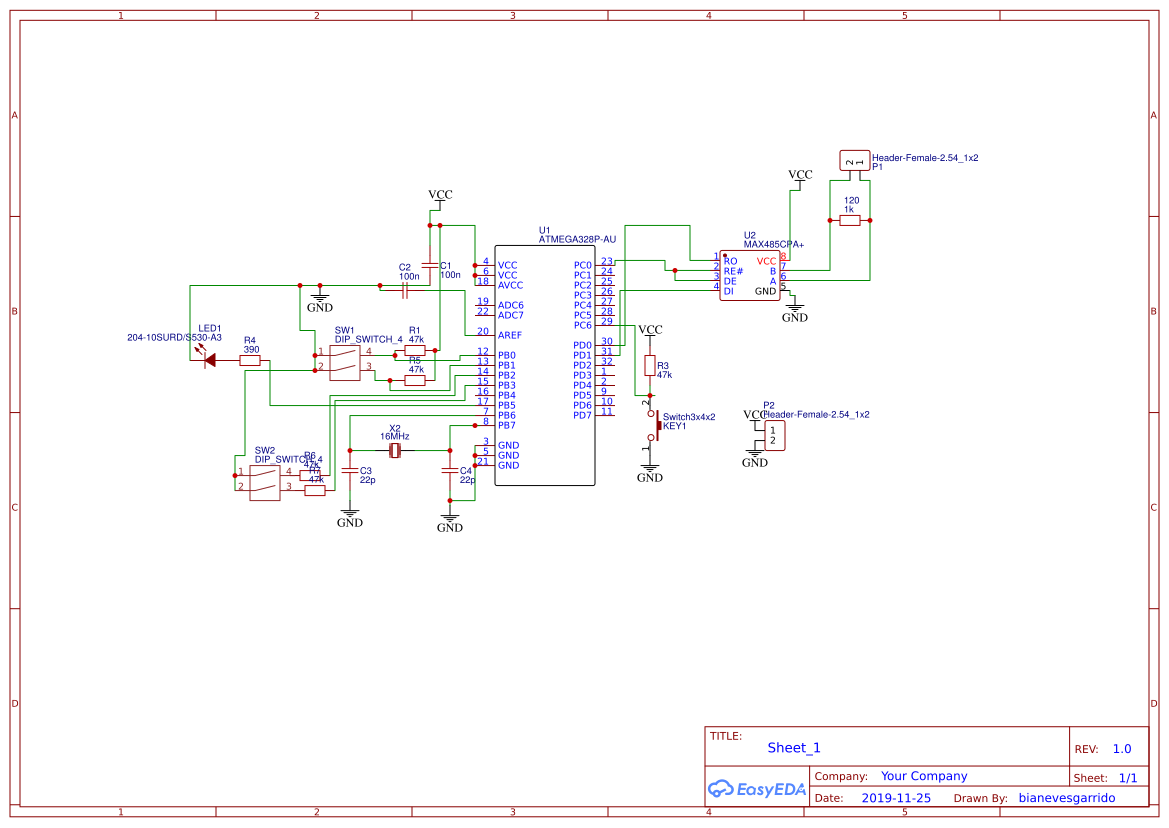 1 2 3 4 5
A A
B B
C C
D D
VCC
C2
100n
C1
100n
GND
LED1
204-10SURD/S530-A3
R4
390
SW1
DIP_SWITCH_4
1 4
2 3
R1
47k
R5
47k
SW2
DIP_SWITCH_4
1 4
2 3
R6
47k
R7
47k
X2
16MHz
C3
22p
GND
C4
22p
GND
U1
ATMEGA328P-AU
4 VCC PC0 23
6 VCC PC1 24
18 AVCC PC2 25
PC3 26
19 ADC6 PC4 27
22 ADC7 PC5 28
PC6 29
20 AREF
PD0 30
12 PB0 PD1 31
13 PB1 PD2 32
14 PB2 PD3 1
15 PB3 PD4 2
16 PB4 PD5 9
17 PB5 PD6 10
7 PB6 PD7 11
8 PB7
3 GND
5 GND
21 GND
VCC
R3
47k
2
Switch3x4x2
KEY1
1
GND
U2
MAX485CPA+
1 RO VCC 8
2 RE# B 7
3 DE A 6
4 DI GND 5
VCC
GND
2 1
Header-Female-2.54_1x2
P1
120
1k
P2
Header-Female-2.54_1x2
VCC
1
2
GND
TITLE:
Sheet_1
REV: 1.0
EasyEDA
Company: Your Company
Sheet: 1/1
Date: 2019-11-25 Drawn By: bianevesgarrido
1 2 3 4 5